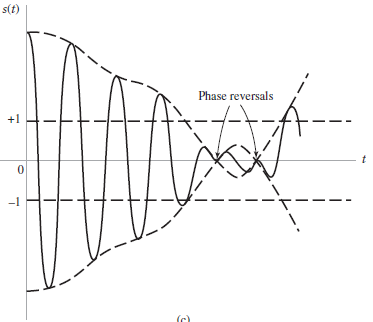 s(t)
Phase reversals
+1
t
0
−1
(c)